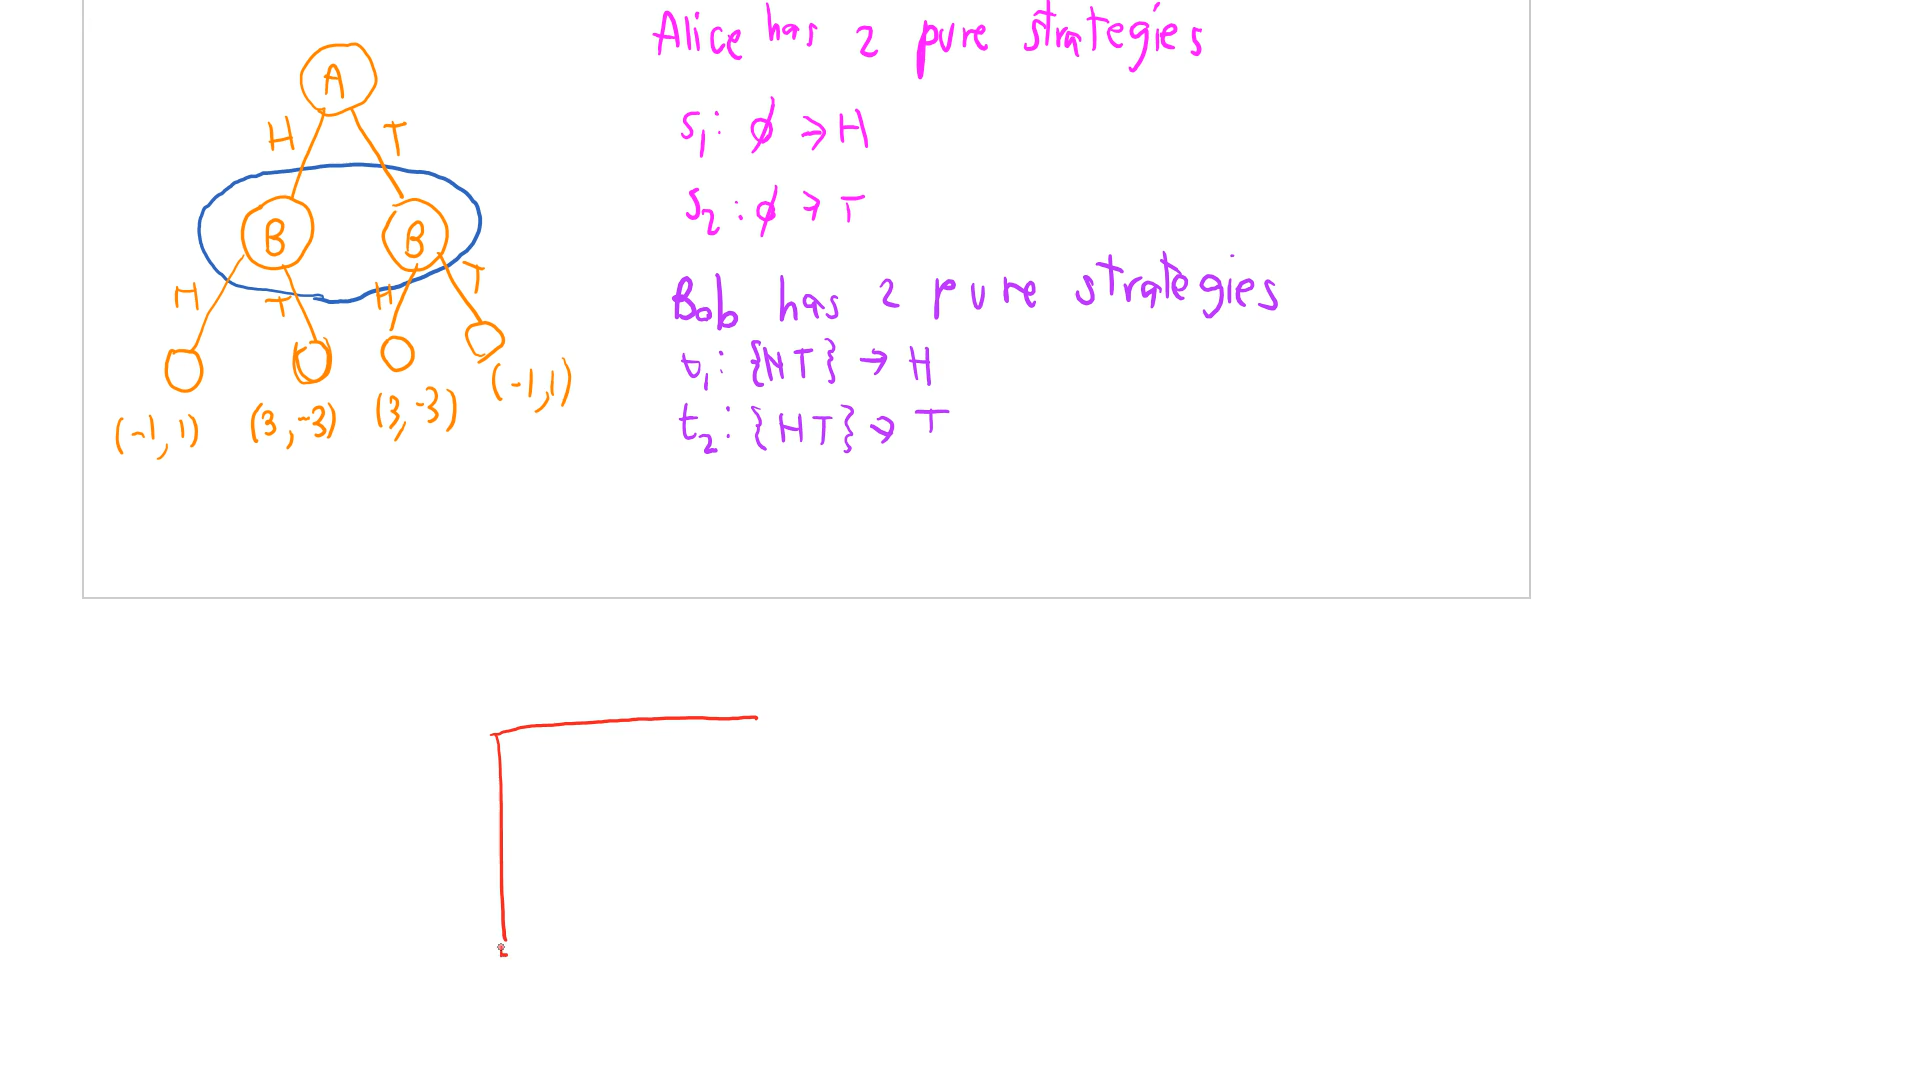 A
H T
B B
H T H T
(-1, 1) (3, -3) (3, -3) (-1, 1)
Alice has 2 pure strategies
s1: ∅ → H
s2: ∅ → T
Bob has 2 pure strategies
t1: {HT} → H
t2: {HT} → T